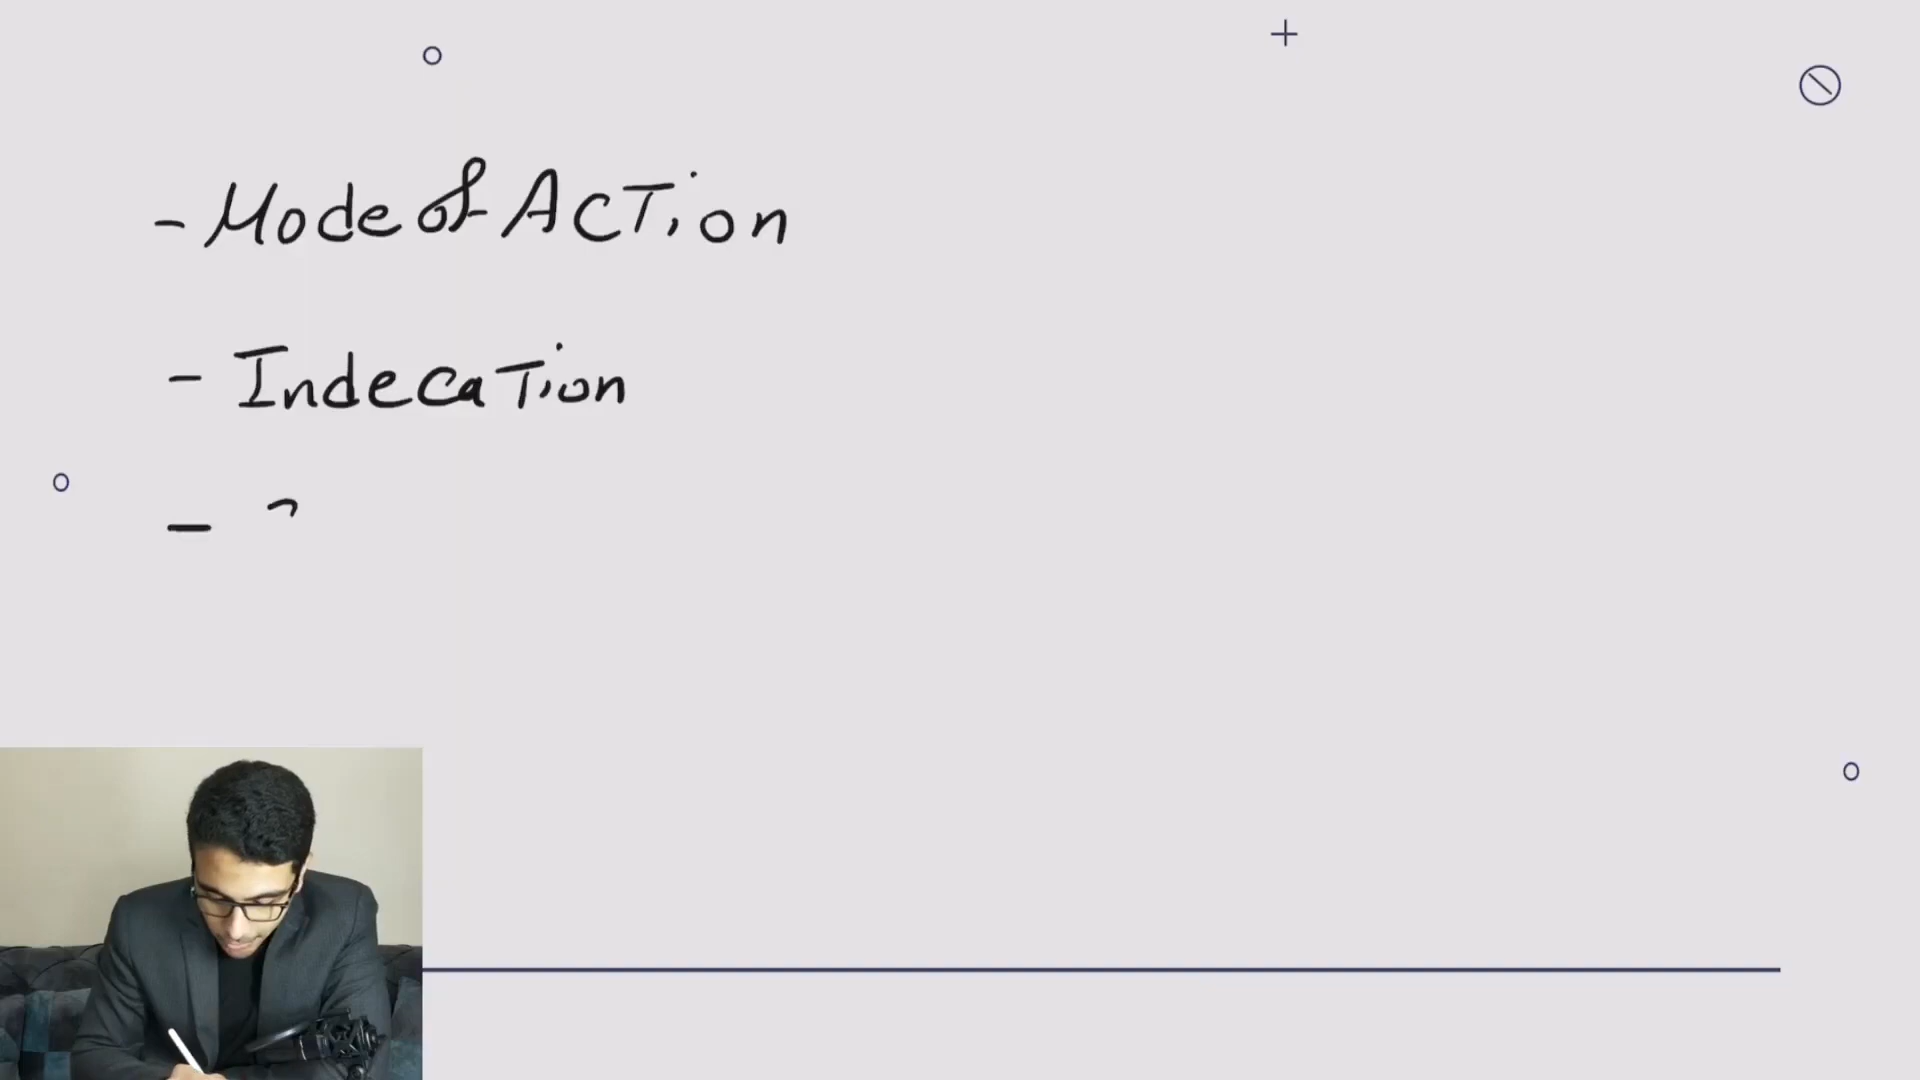 - Mode of AcTion
- IndecaTion
-